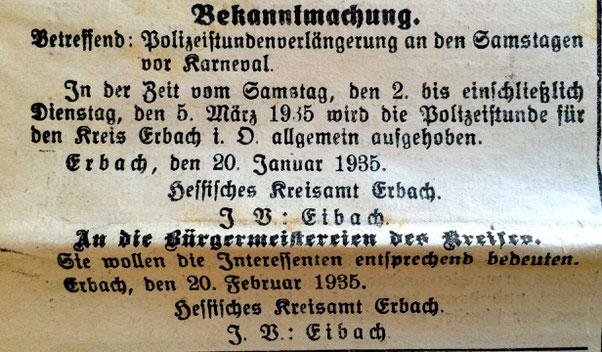 Bekanntmachung.
Betreffend: Polizeistundenverlängerung an den Samstagen
vor Karneval.
In der Zeit vom Samstag, den 2. bis einschließlich
Dienstag, den 5. März 1935 wird die Polizeistunde für
den Kreis Erbach i. O. allgemein aufgehoben.
Erbach, den 20. Januar 1935.
Hessisches Kreisamt Erbach.
J. V: Eibach
An die Bürgermeistereien des Kreises.
Sie wollen die Interessenten entsprechend bedeuten.
Erbach, den 20. Februar 1935.
Hessisches Kreisamt Erbach.
J. V.: Eibach